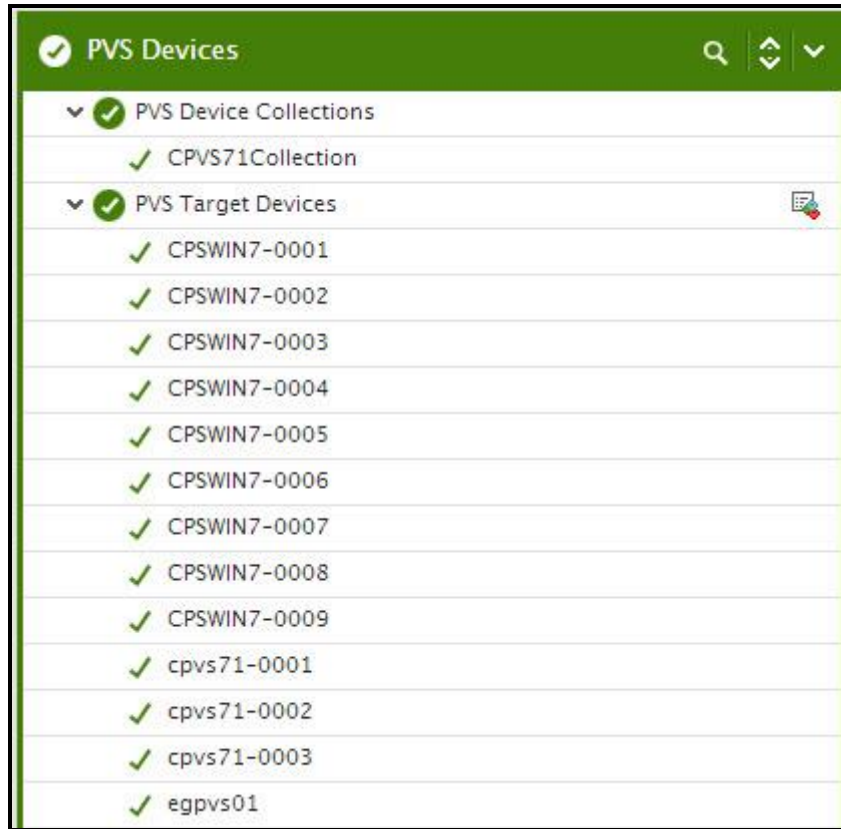 PVS Devices
PVS Device Collections
CPVS71Collection
PVS Target Devices
CPSWIN7-0001
CPSWIN7-0002
CPSWIN7-0003
CPSWIN7-0004
CPSWIN7-0005
CPSWIN7-0006
CPSWIN7-0007
CPSWIN7-0008
CPSWIN7-0009
cpvs71-0001
cpvs71-0002
cpvs71-0003
egpvs01